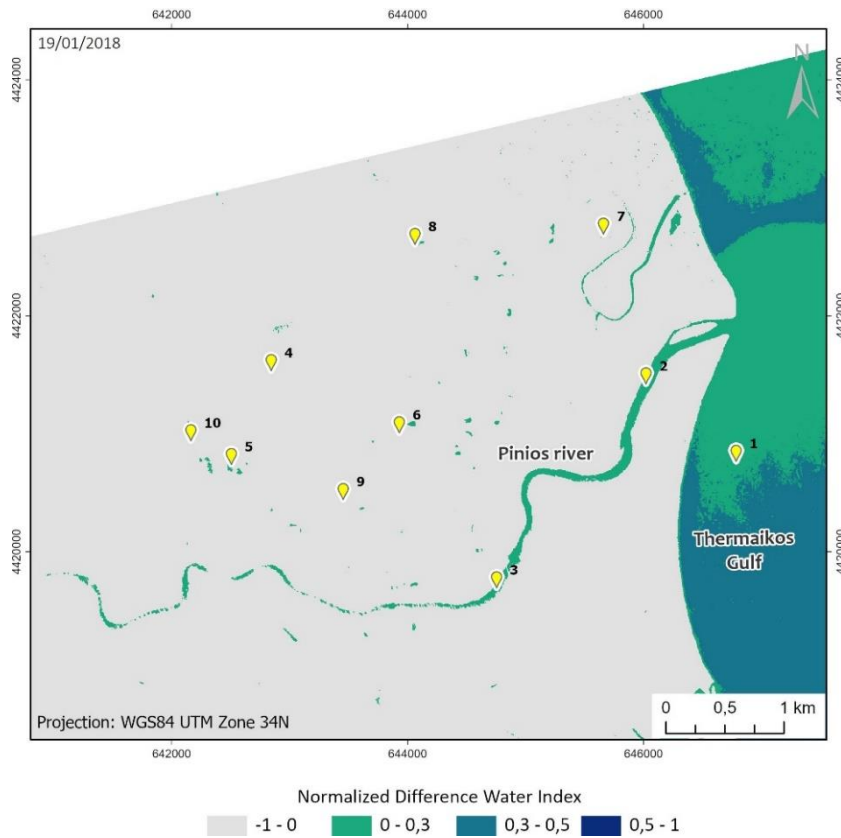 642000 644000 646000
19/01/2018
N
4424000 4424000
7
8
4422000 4422000
4
2
10
6
5
1
Pinios river
9
Thermaikos
Gulf
4420000 4420000
3
0 0,5 1 km
Projection: WGS84 UTM Zone 34N
642000 644000 646000
Normalized Difference Water Index
-1 - 0 0 - 0,3 0,3 - 0,5 0,5 - 1